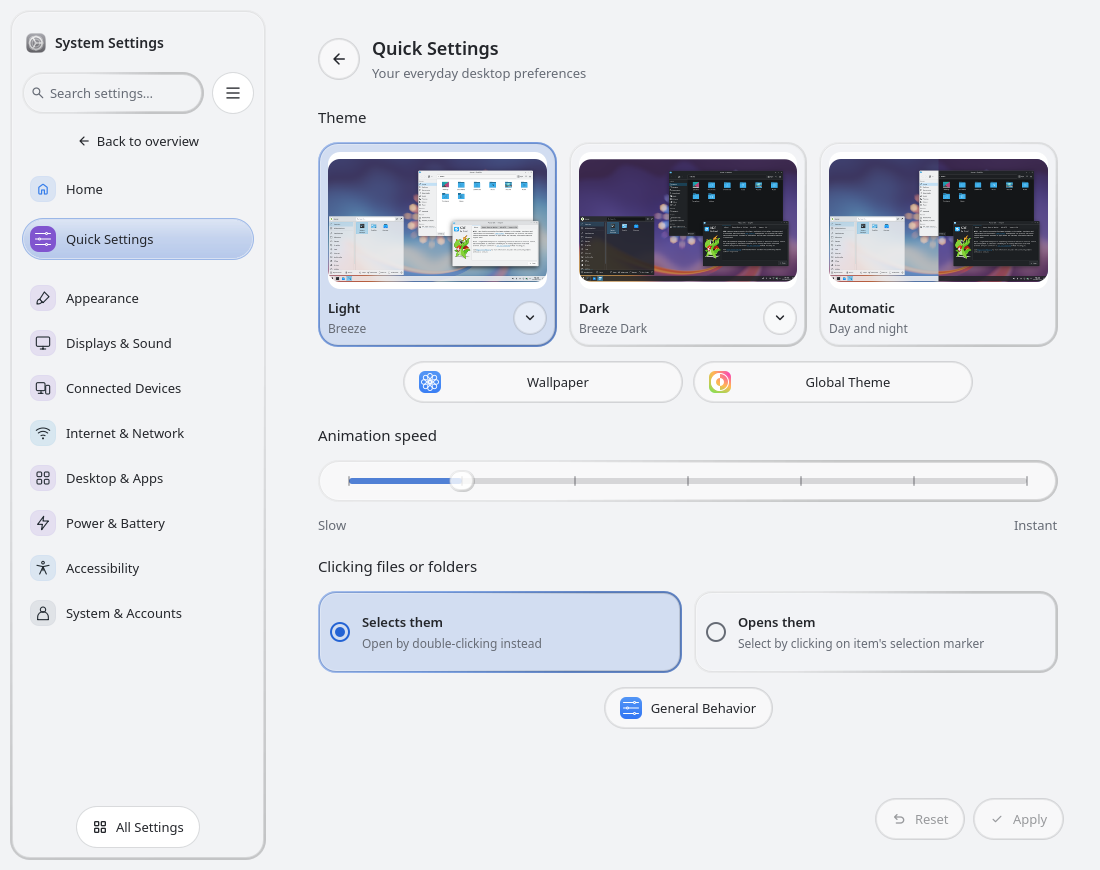 System Settings
Search settings...
Back to overview
Home
Quick Settings
Appearance
Displays & Sound
Connected Devices
Internet & Network
Desktop & Apps
Power & Battery
Accessibility
System & Accounts
All Settings
Quick Settings
Your everyday desktop preferences
Theme
Light
Breeze
Dark
Breeze Dark
Automatic
Day and night
Wallpaper
Global Theme
Animation speed
Slow
Instant
Clicking files or folders
Selects them
Open by double-clicking instead
Opens them
Select by clicking on item's selection marker
General Behavior
Reset
Apply